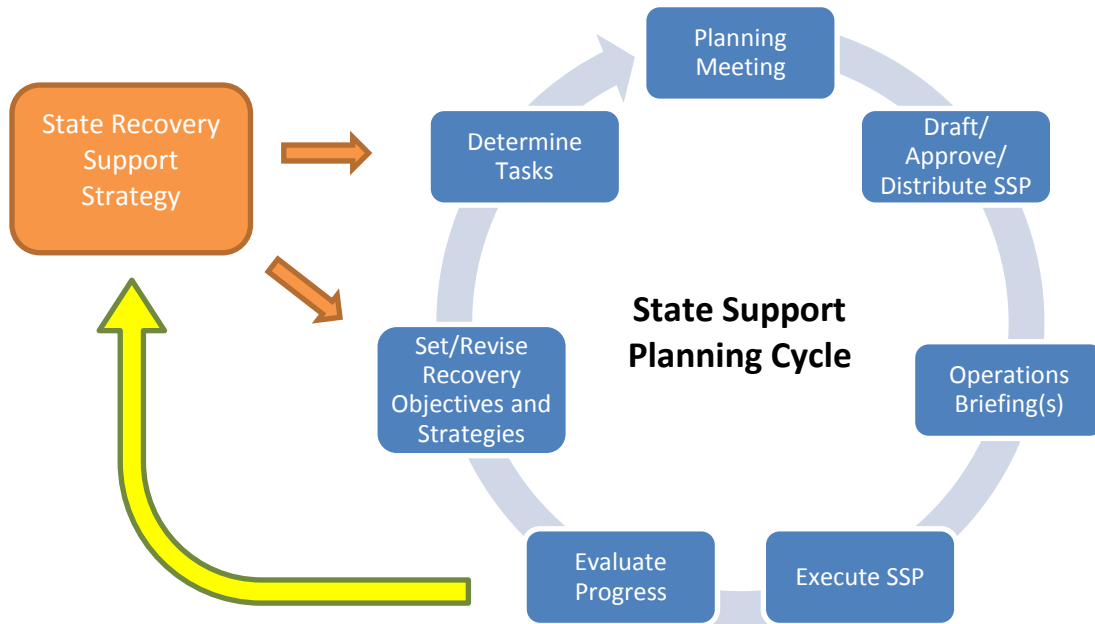 State Recovery
Support
Strategy
Planning
Meeting
Draft/
Approve/
Distribute SSP
Operations
Briefing(s)
Execute SSP
Evaluate
Progress
Set/Revise
Recovery
Objectives and
Strategies
Determine
Tasks
State Support
Planning Cycle